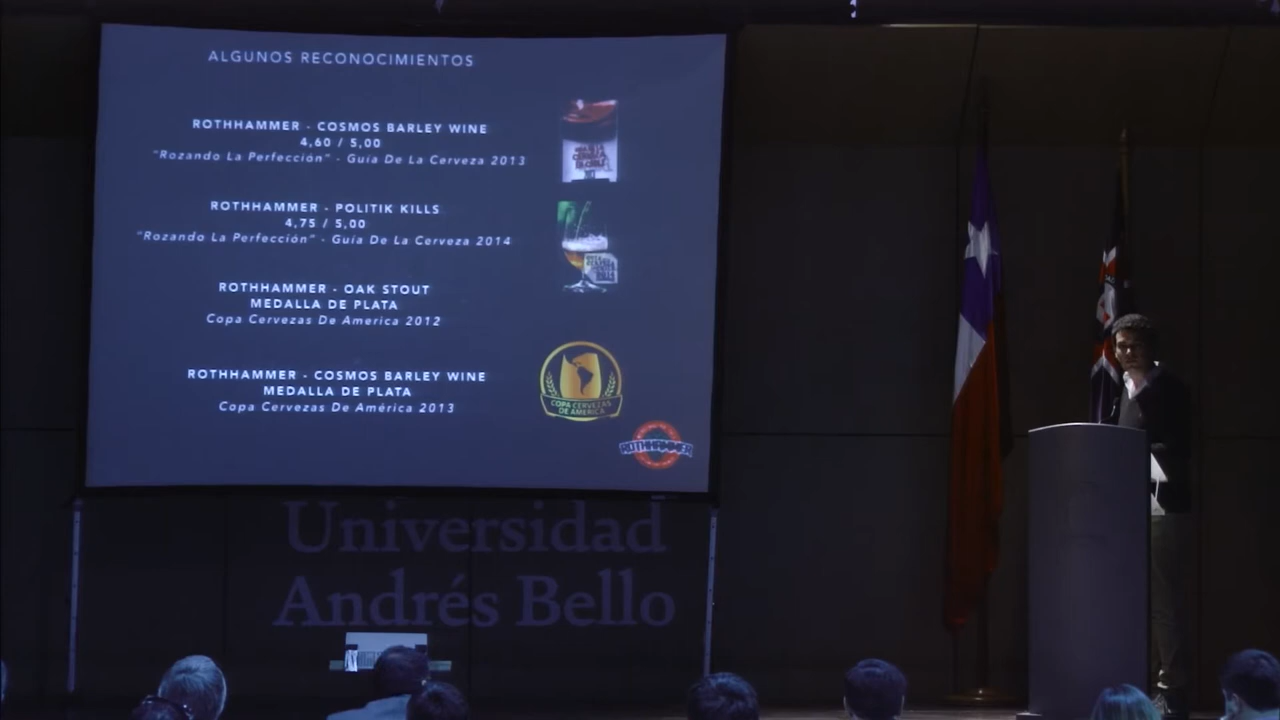 ALGUNOS RECONOCIMIENTOS
ROTHHAMMER - COSMOS BARLEY WINE
4,60 / 5,00
"Rozando La Perfección" - Guía De La Cerveza 2013
ROTHHAMMER - POLITIK KILLS
4,75 / 5,00
"Rozando La Perfección" - Guía De La Cerveza 2014
ROTHHAMMER - OAK STOUT
MEDALLA DE PLATA
Copa Cervezas De America 2012
ROTHHAMMER - COSMOS BARLEY WINE
MEDALLA DE PLATA
Copa Cervezas De América 2013
COPA CERVEZAS
DE AMERICA
ROTHHAMMER
Universidad
Andrés Bello